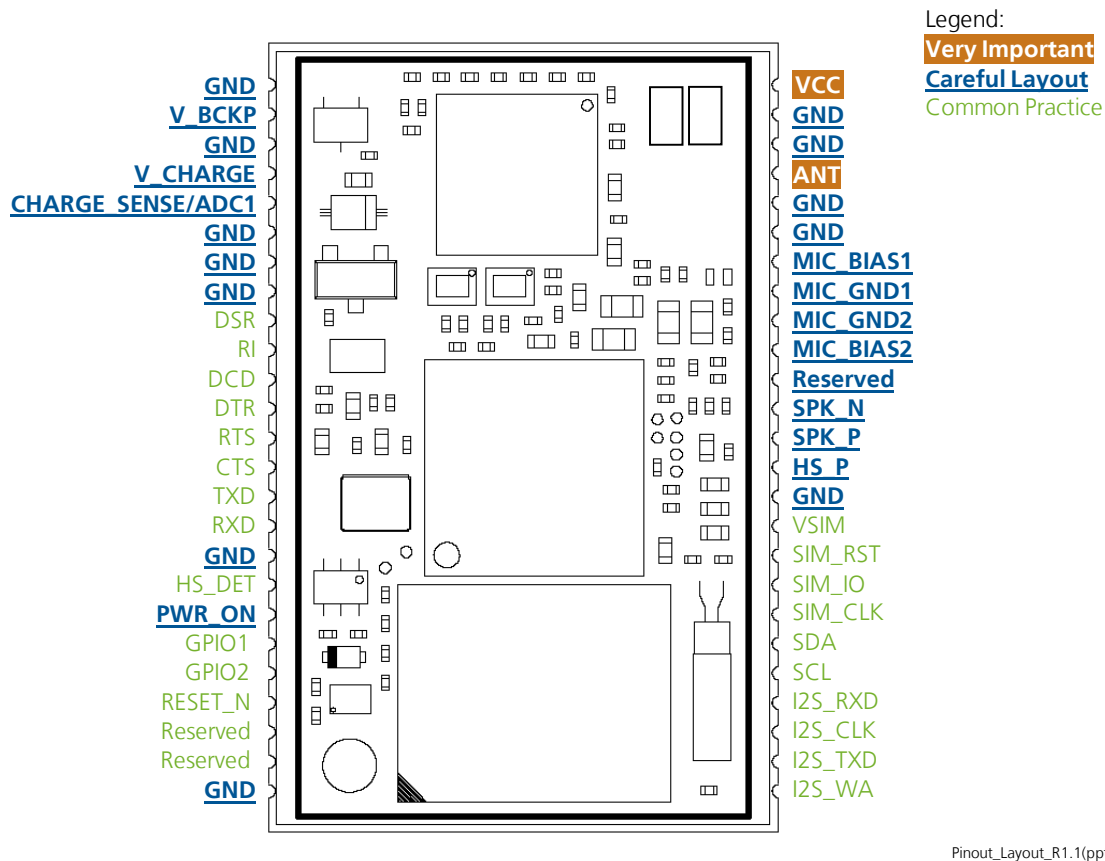 Legend:
Very Important
Careful Layout
Common Practice
GND
V_BCKP
GND
V_CHARGE
CHARGE_SENSE/ADC1
GND
GND
GND
DSR
RI
DCD
DTR
RTS
CTS
TXD
RXD
GND
HS_DET
PWR_ON
GPIO1
GPIO2
RESET_N
Reserved
Reserved
GND
VCC
GND
GND
ANT
GND
GND
MIC_BIAS1
MIC_GND1
MIC_GND2
MIC_BIAS2
Reserved
SPK_N
SPK_P
HS_P
GND
VSIM
SIM_RST
SIM_IO
SIM_CLK
SDA
SCL
I2S_RXD
I2S_CLK
I2S_TXD
I2S_WA
Pinout_Layout_R1.1(pp